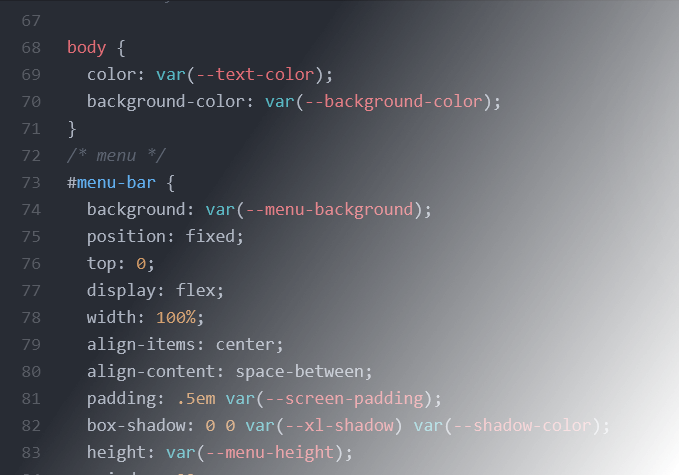 67
68 body {
69   color: var(--text-color);
70   background-color: var(--background-color);
71 }
72 /* menu */
73 #menu-bar {
74   background: var(--menu-background);
75   position: fixed;
76   top: 0;
77   display: flex;
78   width: 100%;
79   align-items: center;
80   align-content: space-between;
81   padding: .5em var(--screen-padding);
82   box-shadow: 0 0 var(--xl-shadow) var(--shadow-color);
83   height: var(--menu-height);